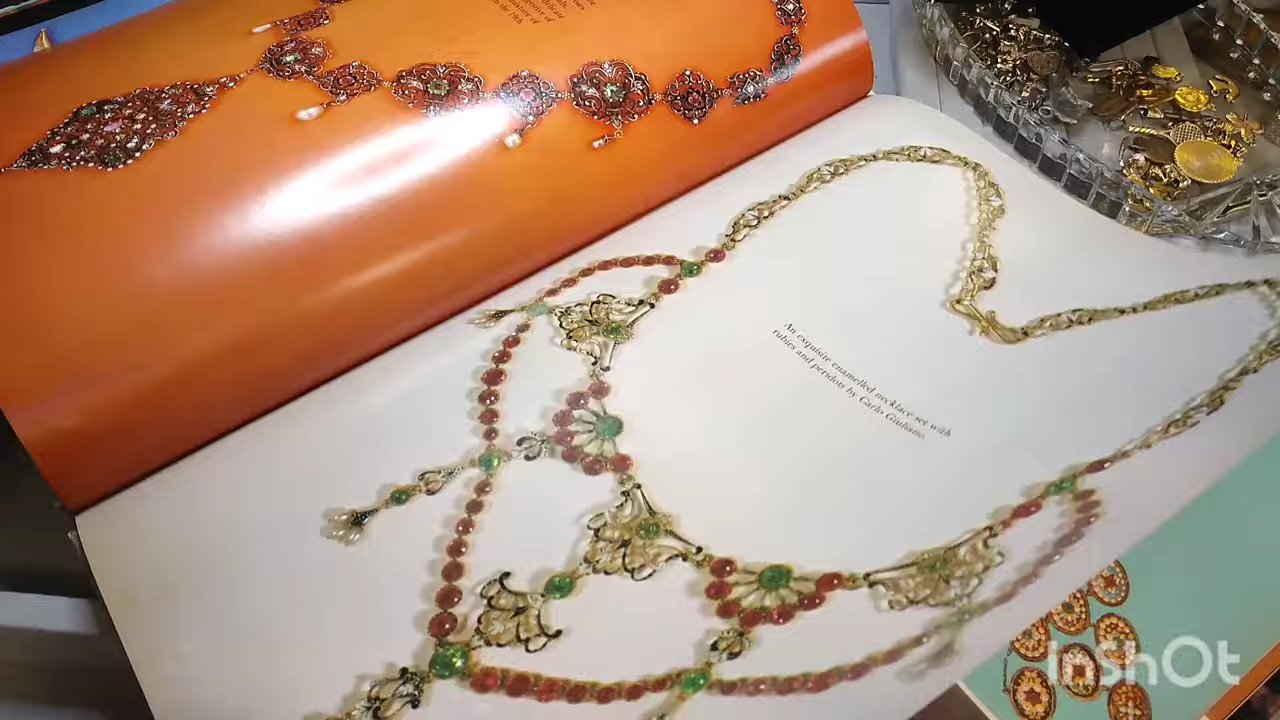 An exquisite enamelled necklace set with
rubies and peridots by Carlo Giuliano.
InShOt